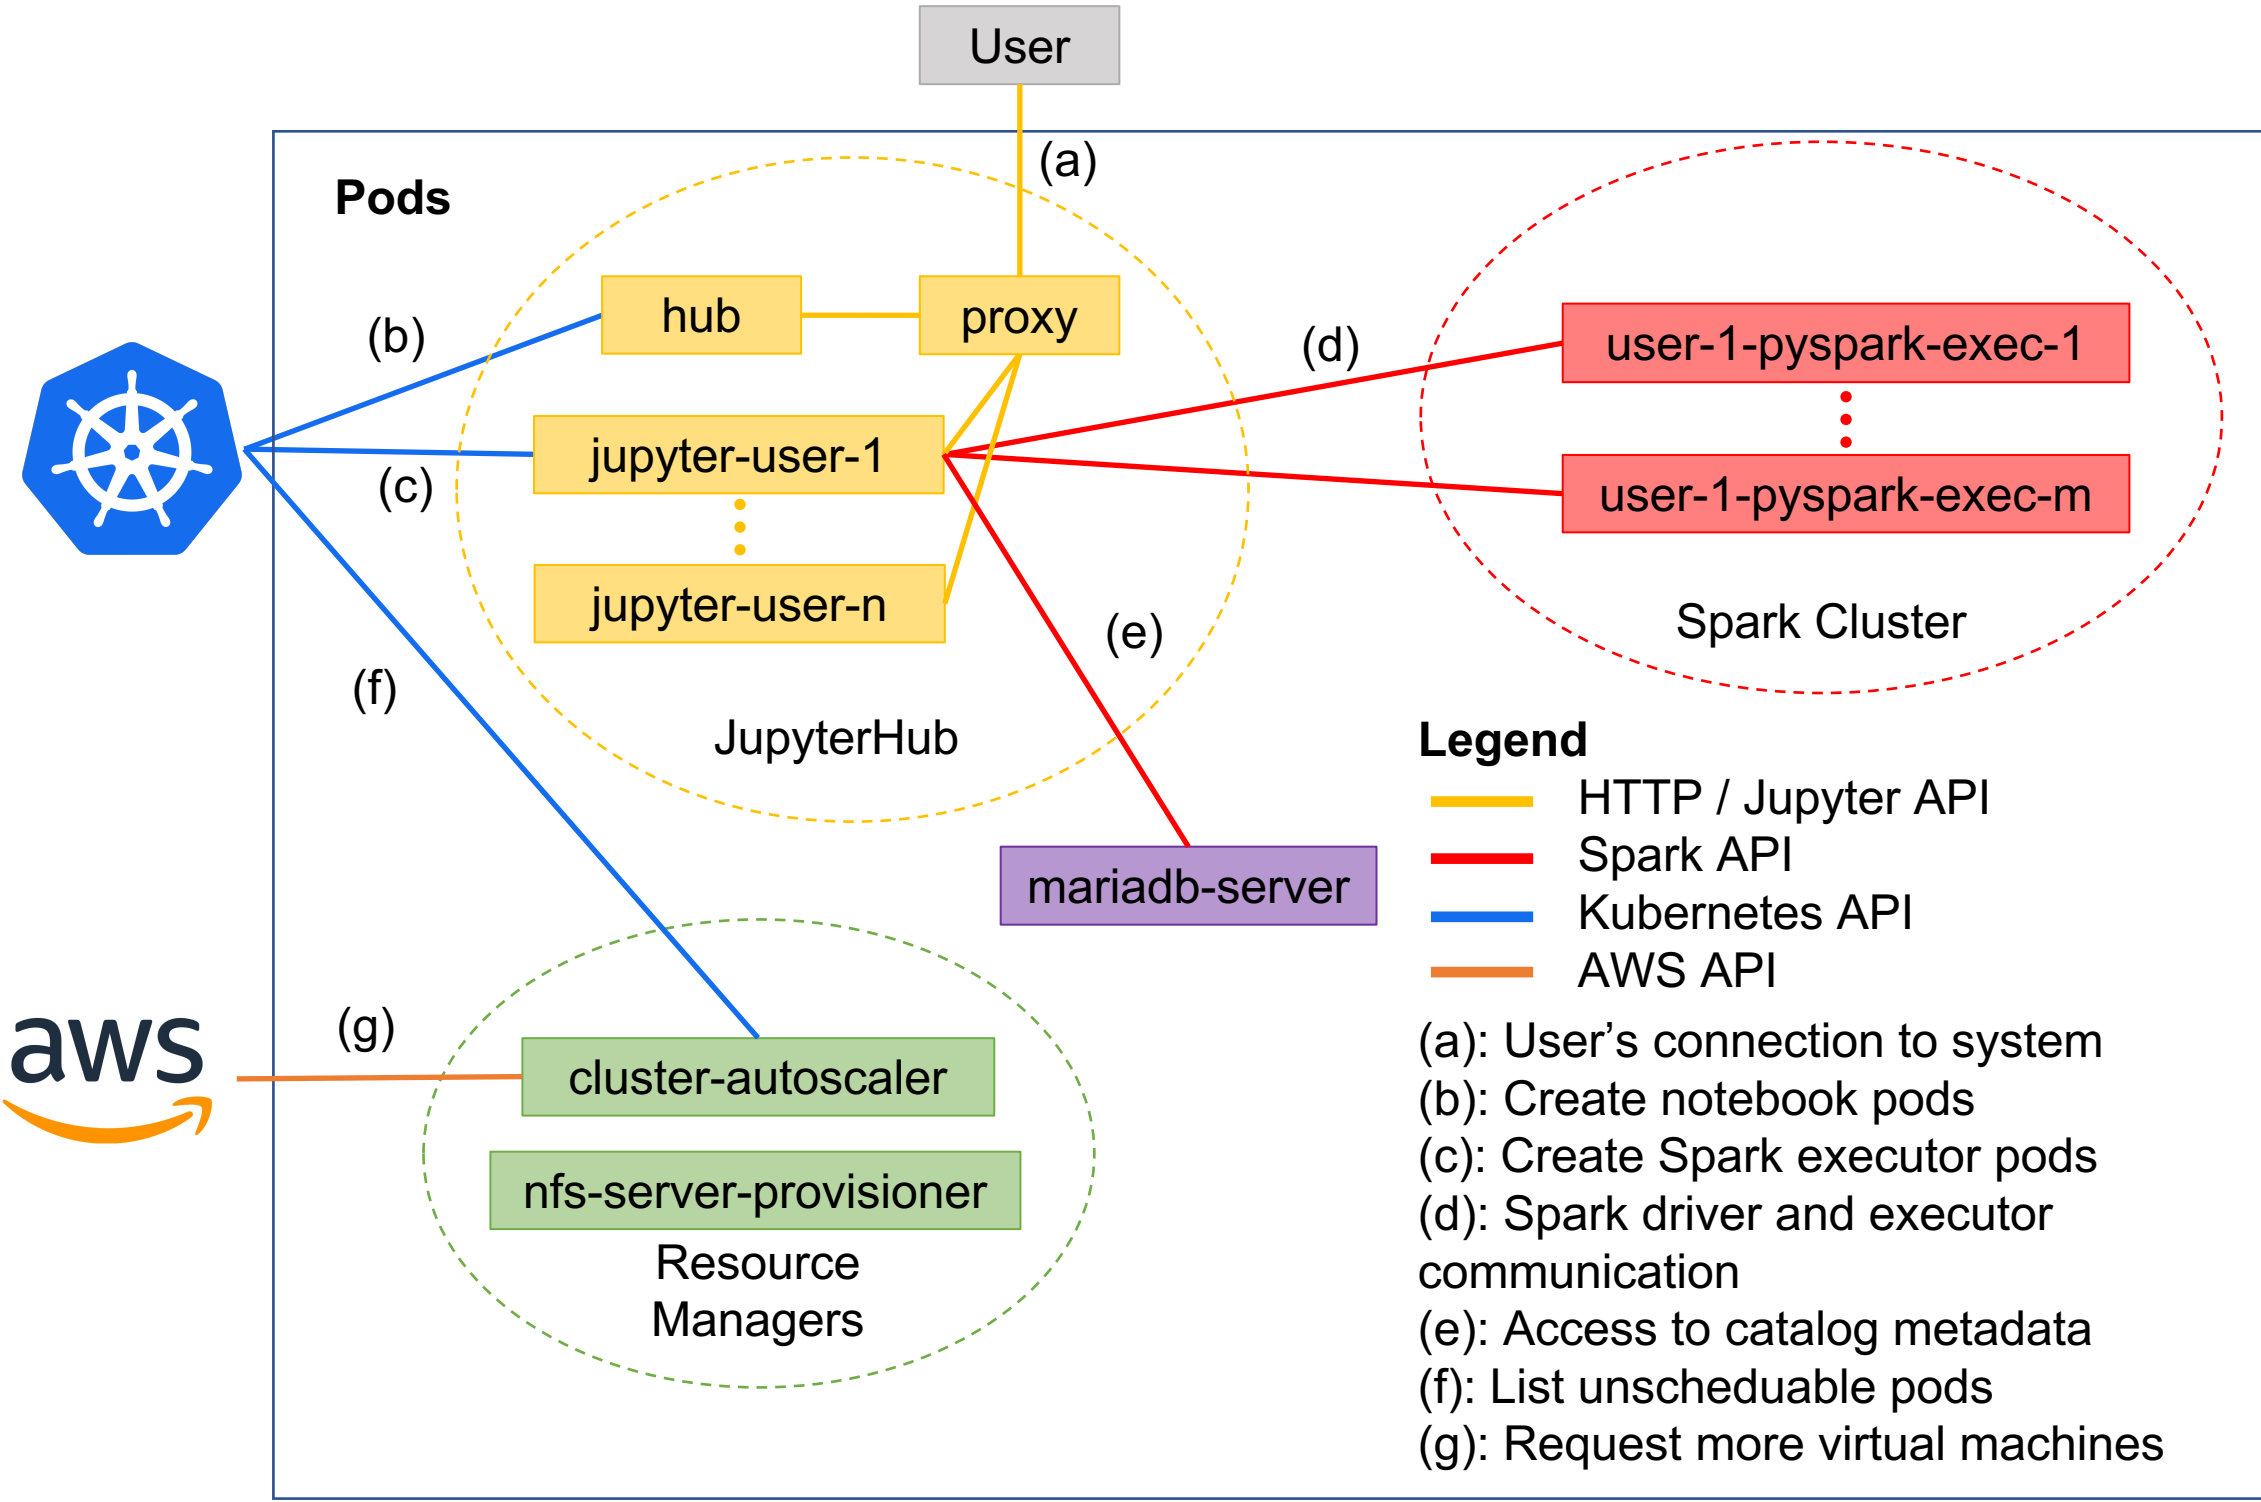 User
(a)
Pods
hub
proxy
(b)
(d)
user-1-pyspark-exec-1
jupyter-user-1
(c)
user-1-pyspark-exec-m
jupyter-user-n
(e)
Spark Cluster
(f)
JupyterHub
Legend
HTTP / Jupyter API
Spark API
mariadb-server
Kubernetes API
AWS API
aws
(g)
cluster-autoscaler
nfs-server-provisioner
Resource
Managers
(a): User’s connection to system
(b): Create notebook pods
(c): Create Spark executor pods
(d): Spark driver and executor
communication
(e): Access to catalog metadata
(f): List unscheduable pods
(g): Request more virtual machines